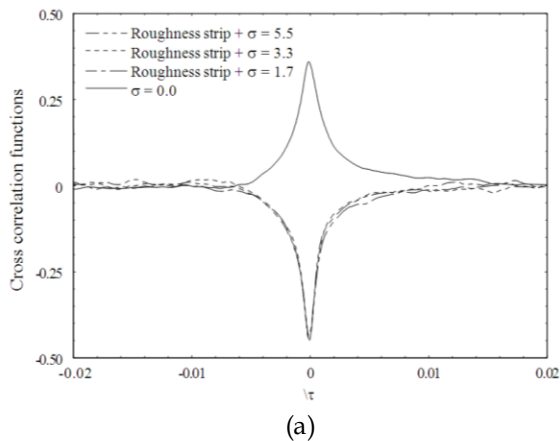 0.50
Roughness strip + σ = 5.5
Roughness strip + σ = 3.3
Roughness strip + σ = 1.7
σ = 0.0
0.25
0
-0.25
-0.50
Cross correlation functions
-0.02
-0.01
0
0.01
0.02
\τ
(a)